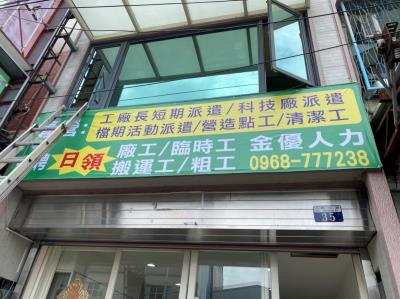 工廠長短期派遣/科技廠派遣
檔期活動派遣/營造點工/清潔工
聘 日領 廠工/臨時工 金優人力
搬運工/粗工 0968-777238
35